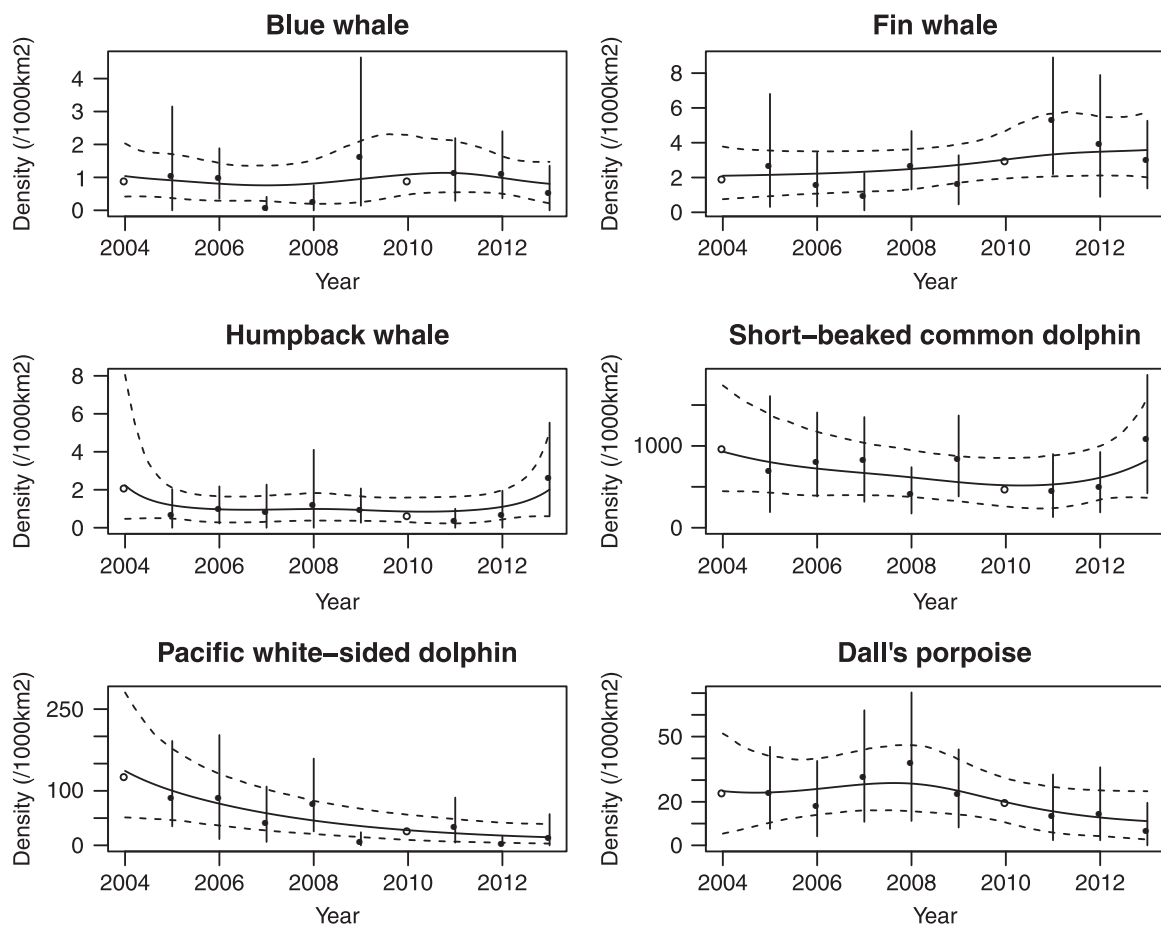 Blue whale
Density (/1000km2)
4
3
2
1
0
2004 2006 2008 2010 2012
Year
Fin whale
Density (/1000km2)
8
6
4
2
0
2004 2006 2008 2010 2012
Year
Humpback whale
Density (/1000km2)
8
6
4
2
0
2004 2006 2008 2010 2012
Year
Short−beaked common dolphin
Density (/1000km2)
1000
0
2004 2006 2008 2010 2012
Year
Pacific white−sided dolphin
Density (/1000km2)
250
100
0
2004 2006 2008 2010 2012
Year
Dall's porpoise
Density (/1000km2)
50
20
0
2004 2006 2008 2010 2012
Year